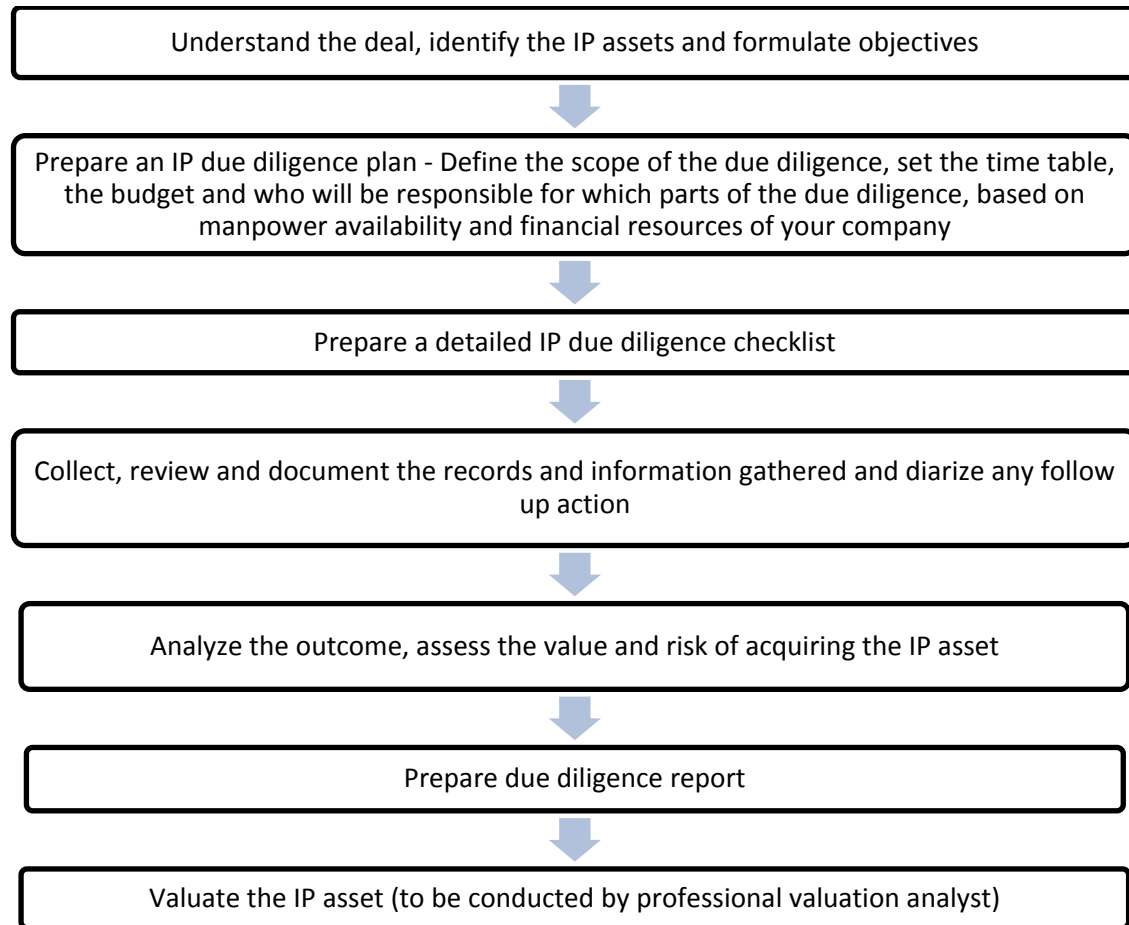 Understand the deal, identify the IP assets and formulate objectives
Prepare an IP due diligence plan - Define the scope of the due diligence, set the time table,
the budget and who will be responsible for which parts of the due diligence, based on
manpower availability and financial resources of your company
Prepare a detailed IP due diligence checklist
Collect, review and document the records and information gathered and diarize any follow
up action
Analyze the outcome, assess the value and risk of acquiring the IP asset
Prepare due diligence report
Valuate the IP asset (to be conducted by professional valuation analyst)